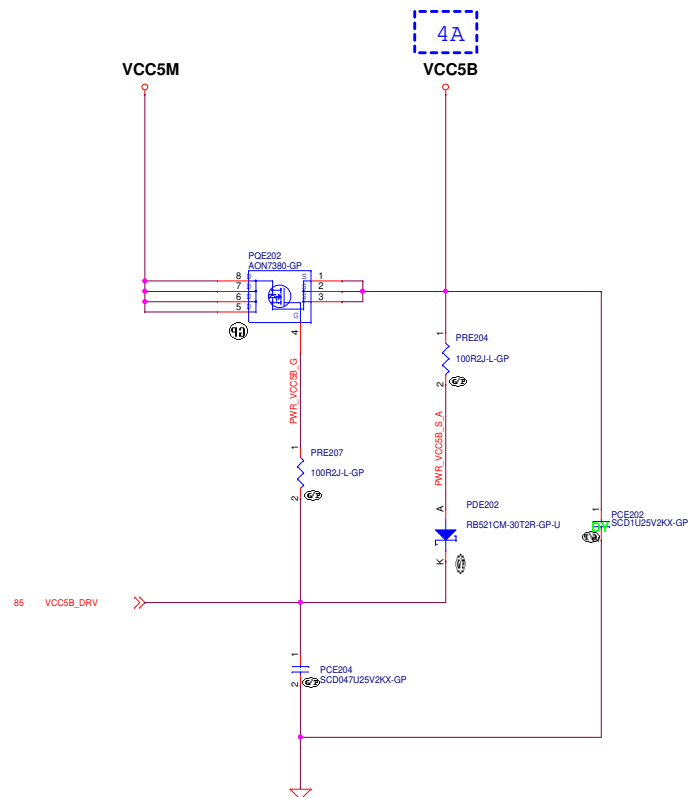 4A
VCC5M
VCC5B
PQE202
AON7380-GP
8 D
7 D
6 D
5 D
S 1
S 2
S 3
G
4
GP
PWR_VCC5B_G
1
PRE204
100R2J-L-GP
2
PWR_VCC5B_S_A
1
PRE207
100R2J-L-GP
2
A
PDE202
RB521CM-30T2R-GP-U
K
1
PCE202
SCD1U25V2KX-GP
DY
85 VCC5B_DRV
1
PCE204
SCD047U25V2KX-GP
2